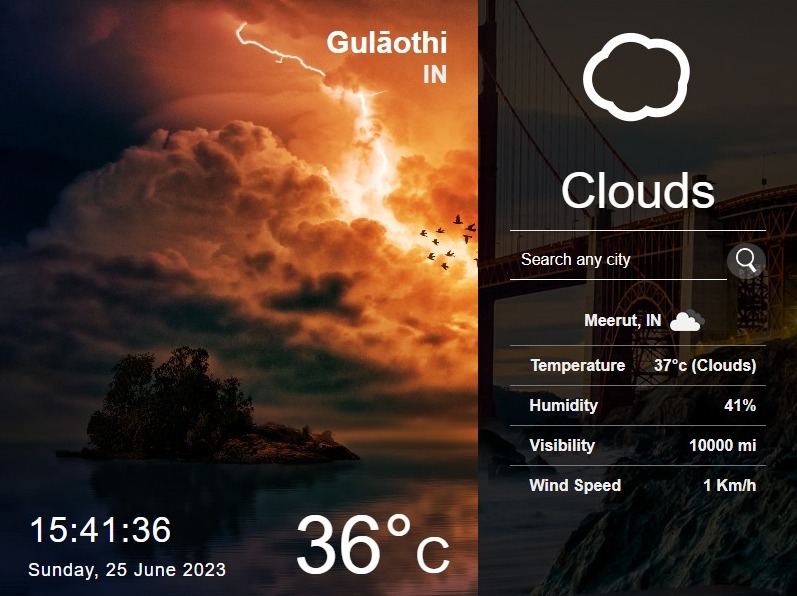 Gulāothi
IN
15:41:36
Sunday, 25 June 2023
36°C
Clouds
Search any city
Meerut, IN
Temperature 37°c (Clouds)
Humidity 41%
Visibility 10000 mi
Wind Speed 1 Km/h